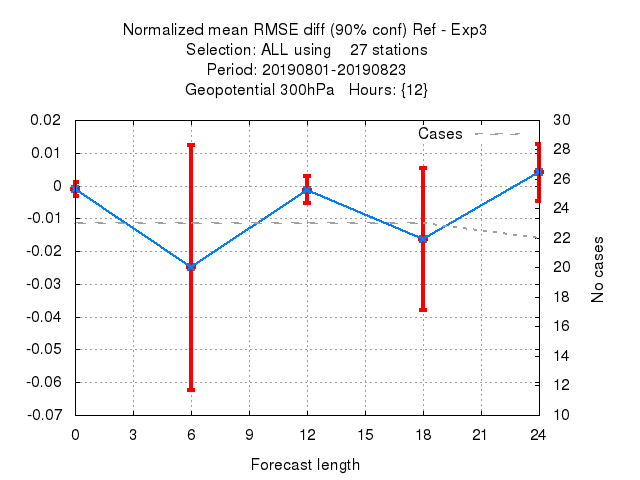 Normalized mean RMSE diff (90% conf) Ref - Exp3
Selection: ALL using 27 stations
Period: 20190801-20190823
Geopotential 300hPa Hours: {12}
Cases
0.02
0.01
0
-0.01
-0.02
-0.03
-0.04
-0.05
-0.06
-0.07
30
28
26
24
22
20
18
16
14
12
10
No cases
0 3 6 9 12 15 18 21 24
Forecast length